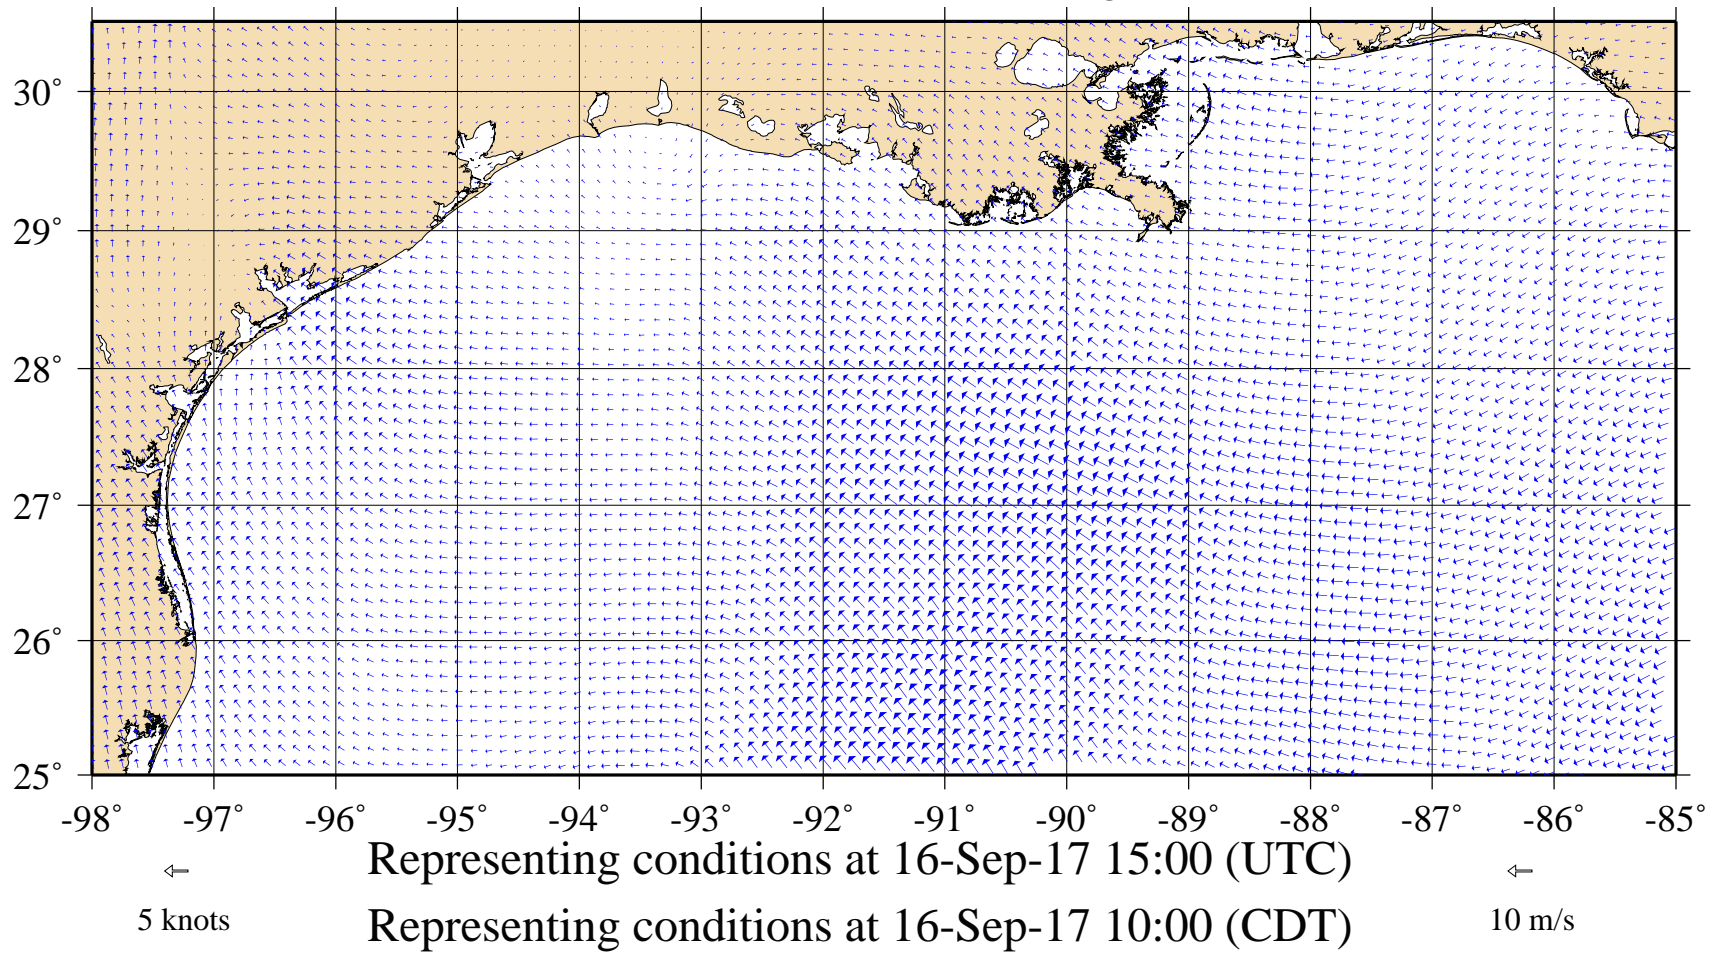 30°
29°
28°
27°
26°
25°
-98° -97° -96° -95° -94° -93° -92° -91° -90° -89° -88° -87° -86° -85°
Representing conditions at 16-Sep-17 15:00 (UTC)
5 knots
Representing conditions at 16-Sep-17 10:00 (CDT)
10 m/s